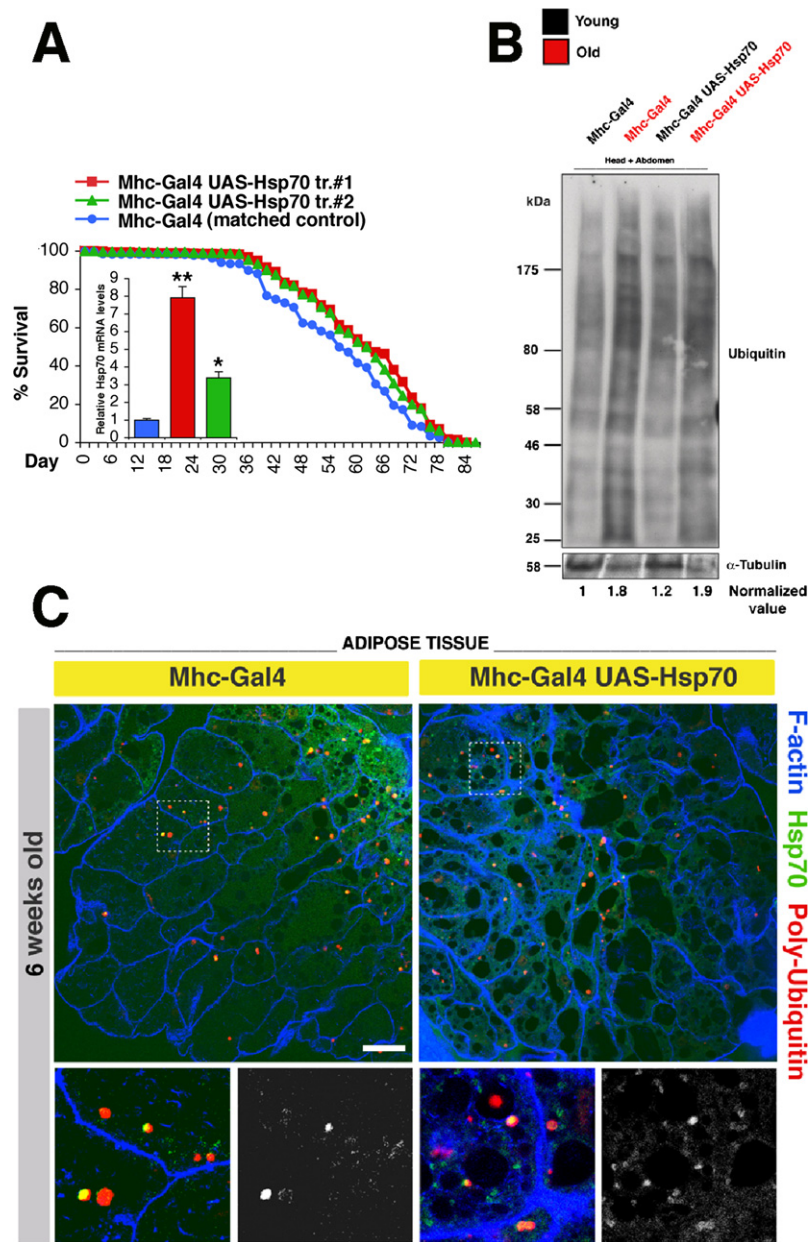 A
Mhc-Gal4 UAS-Hsp70 tr.#1
Mhc-Gal4 UAS-Hsp70 tr.#2
Mhc-Gal4 (matched control)
% Survival
100
80
60
40
20
0
Relative Hsp70 mRNA levels
9
8
7
6
5
4
3
2
1
0
**
*
Day
0
6
12
18
24
30
36
42
48
54
60
66
72
78
84
B
Young
Old
Mhc-Gal4
Mhc-Gal4
Mhc-Gal4 UAS-Hsp70
Mhc-Gal4 UAS-Hsp70
Head + Abdomen
kDa
175
80
58
46
30
25
Ubiquitin
58
α-Tubulin
1 1.8 1.2 1.9 Normalized
value
C
ADIPOSE TISSUE
Mhc-Gal4
Mhc-Gal4 UAS-Hsp70
6 weeks old
F-actin Hsp70 Poly-Ubiquitin